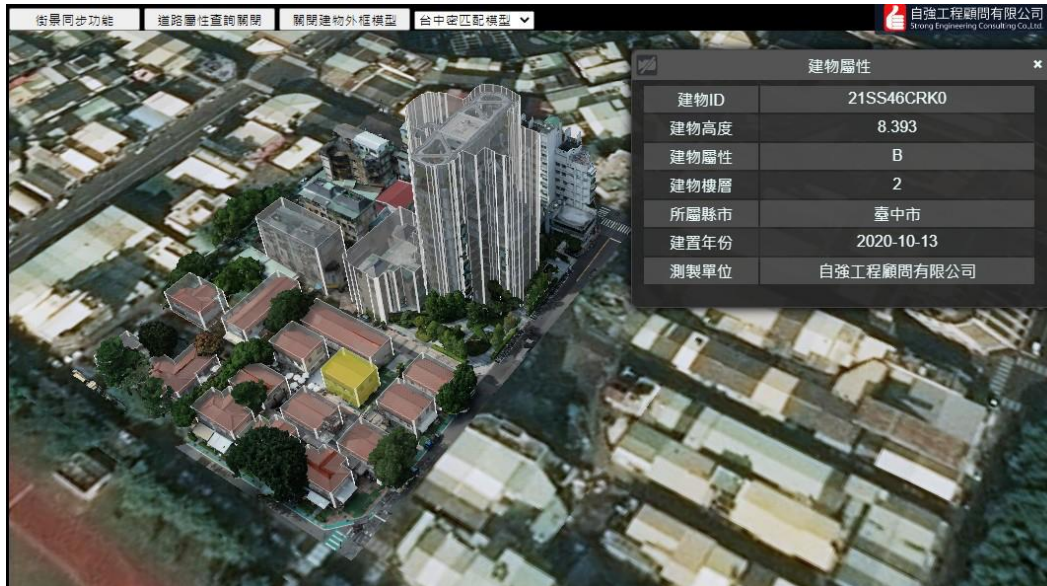 街景同步功能
道路屬性查詢關閉
關閉建物外框模型
台中密匹配模型
自強工程顧問有限公司
Strong Engineering Consulting Co.,Ltd.
建物屬性
建物ID 21SS46CRK0
建物高度 8.393
建物屬性 B
建物樓層 2
所屬縣市 臺中市
建置年份 2020-10-13
測製單位 自強工程顧問有限公司